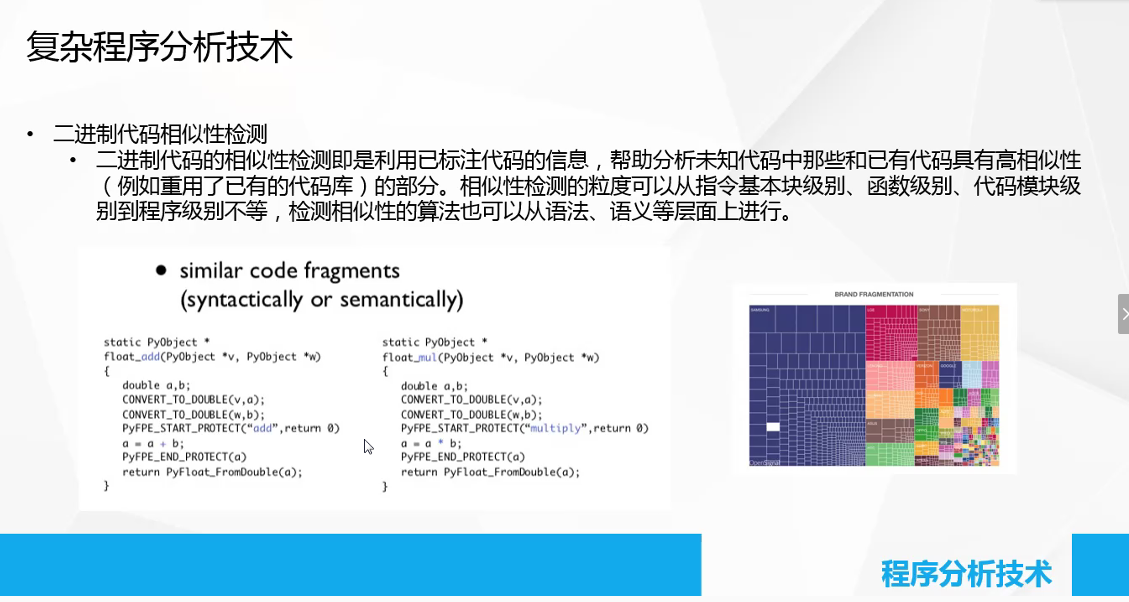 复杂程序分析技术
• 二进制代码相似性检测
• 二进制代码的相似性检测即是利用已标注代码的信息，帮助分析未知代码中那些和已有代码具有高相似性
（例如重用了已有的代码库）的部分。相似性检测的粒度可以从指令基本块级别、函数级别、代码模块级
别到程序级别不等，检测相似性的算法也可以从语法、语义等层面上进行。
• similar code fragments
(syntactically or semantically)
static PyObject *
float_add(PyObject *v, PyObject *w)
{
double a,b;
CONVERT_TO_DOUBLE(v,a);
CONVERT_TO_DOUBLE(w,b);
PyFPE_START_PROTECT("add",return 0)
a = a + b;
PyFPE_END_PROTECT(a)
return PyFloat_FromDouble(a);
}
static PyObject *
float_mul(PyObject *v, PyObject *w)
{
double a,b;
CONVERT_TO_DOUBLE(v,a);
CONVERT_TO_DOUBLE(w,b);
PyFPE_START_PROTECT("multiply",return 0)
a = a * b;
PyFPE_END_PROTECT(a)
return PyFloat_FromDouble(a);
}
BRAND FRAGMENTATION
SAMSUNG
OpenSignal
程序分析技术